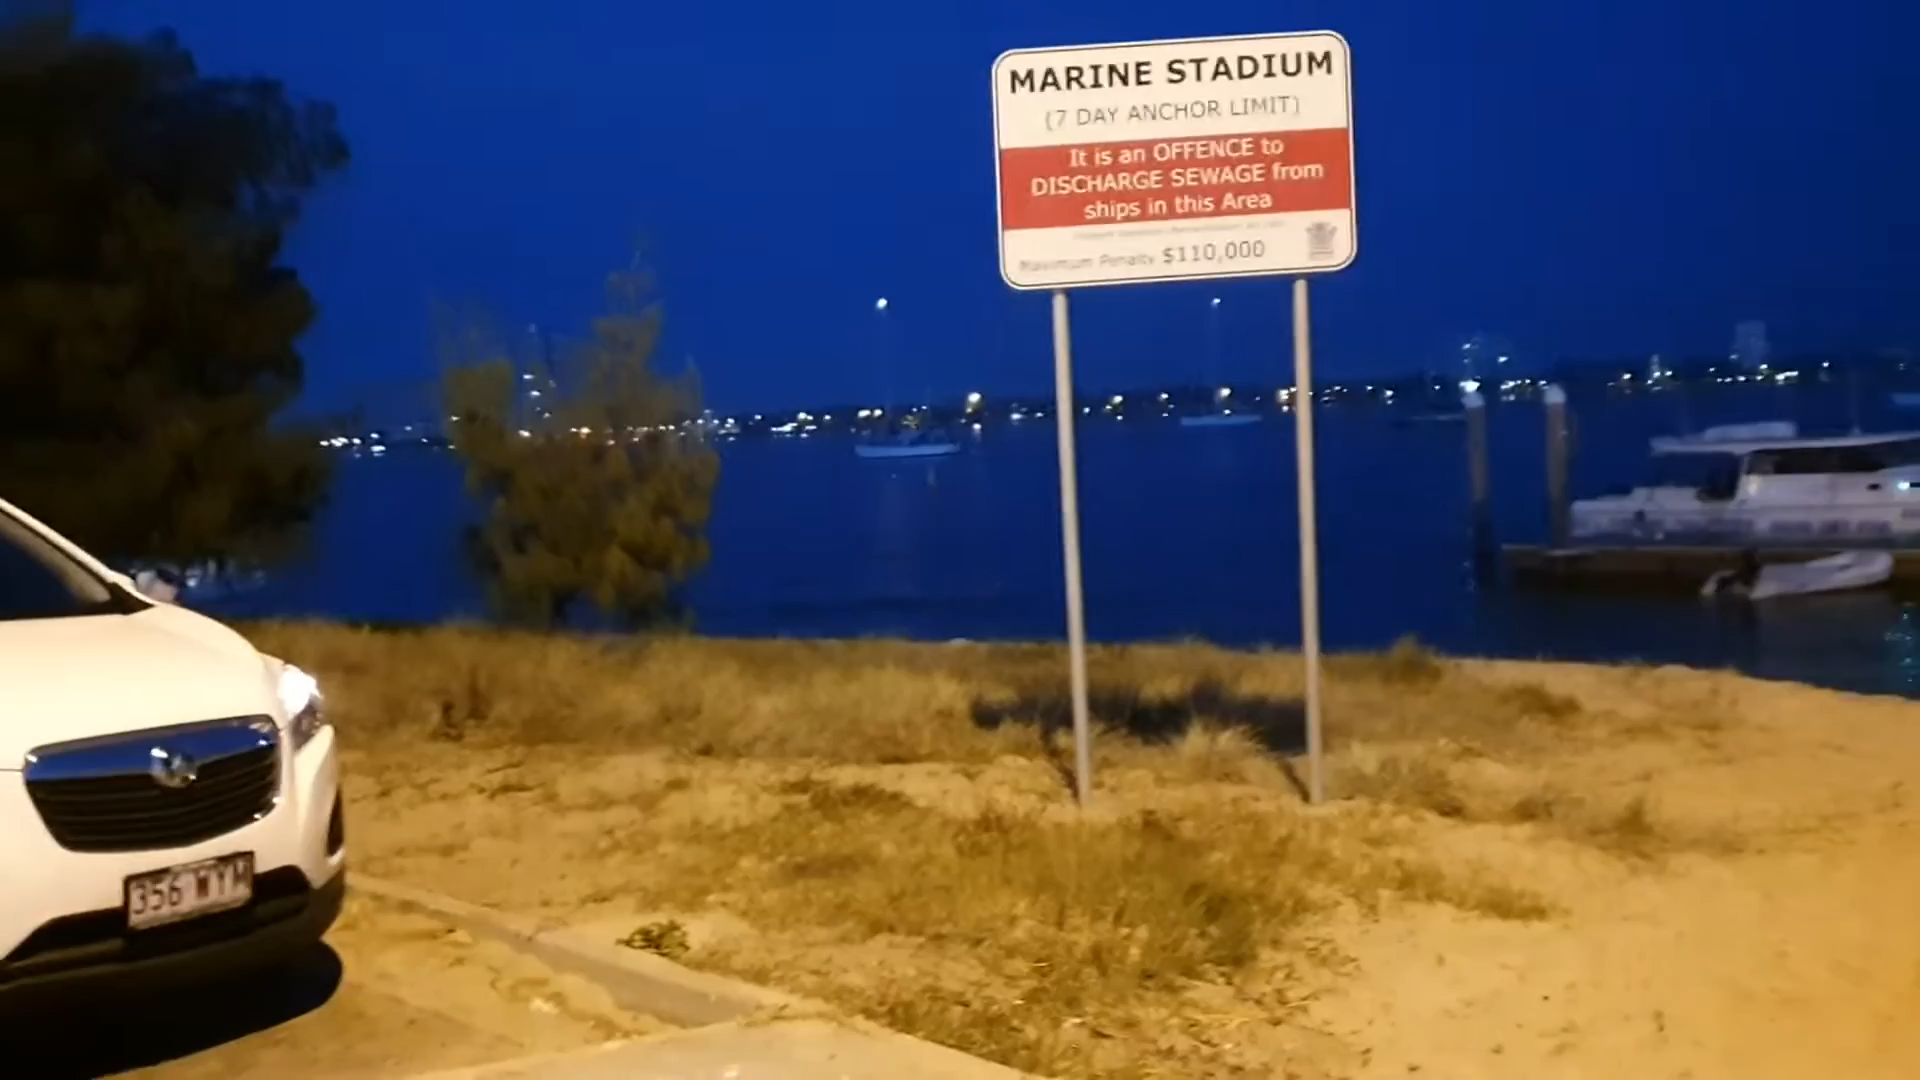 MARINE STADIUM
(7 DAY ANCHOR LIMIT)
It is an OFFENCE to
DISCHARGE SEWAGE from
ships in this Area
Maximum Penalty $110,000
356 WYM